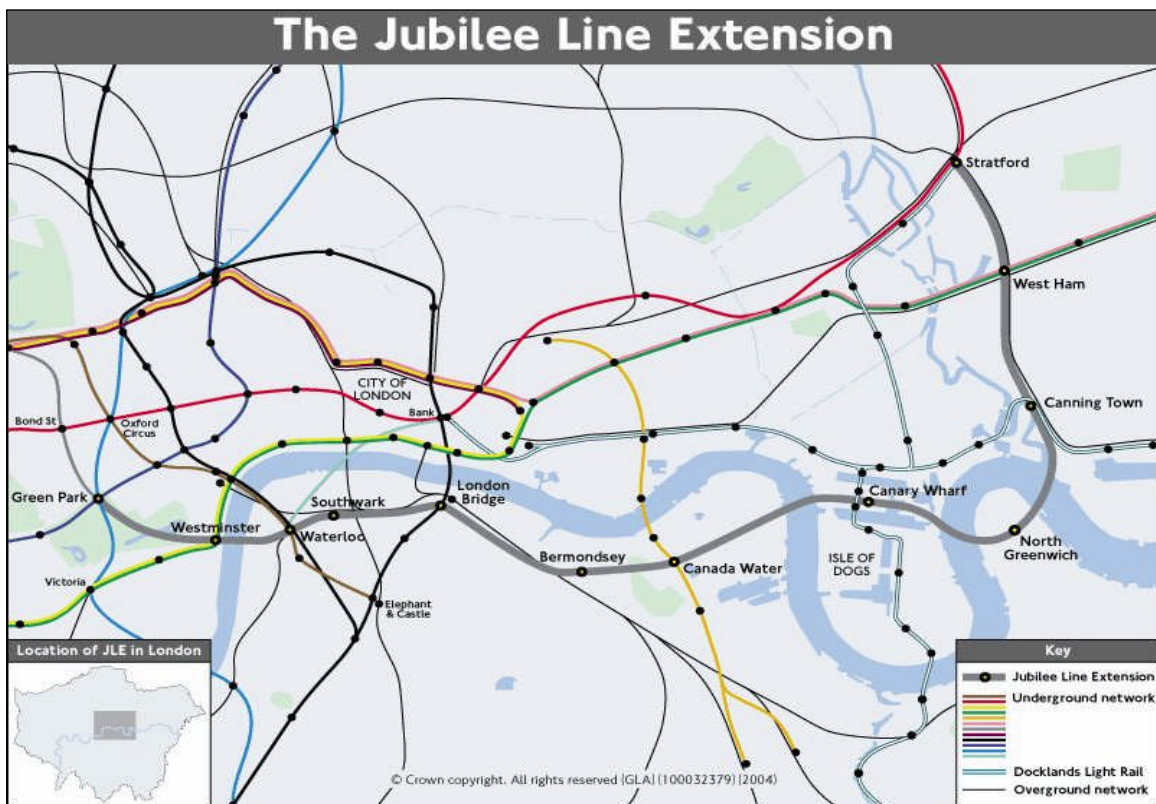 The Jubilee Line Extension
Stratford
West Ham
CITY OF
LONDON
Bank
Canning Town
Bond St
Oxford
Circus
Green Park
Southwark
London
Bridge
Canary Wharf
Westminster
Waterloo
North
Greenwich
Bermondsey
Canada Water
ISLE OF
DOGS
Victoria
Elephant
& Castle
Location of JLE in London
Key
Jubilee Line Extension
Underground network
Docklands Light Rail
Overground network
© Crown copyright. All rights reserved (GLA) (100032379) (2004)